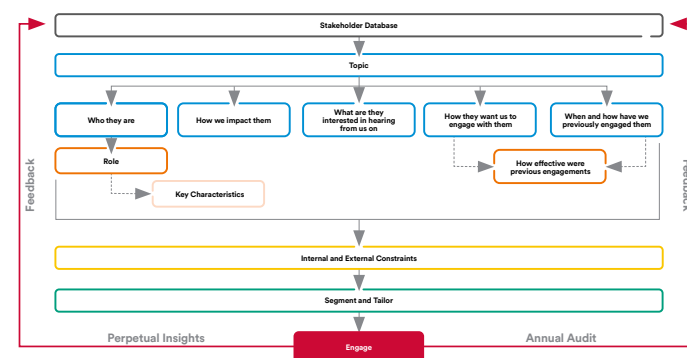 Stakeholder Database
Topic
Who they are
How we impact them
What are they
interested in hearing
from us on
How they want us to
engage with them
When and how have we
previously engaged them
Role
How effective were
previous engagements
Key Characteristics
Feedback
Feedback
Internal and External Constraints
Segment and Tailor
Perpetual Insights
Engage
Annual Audit